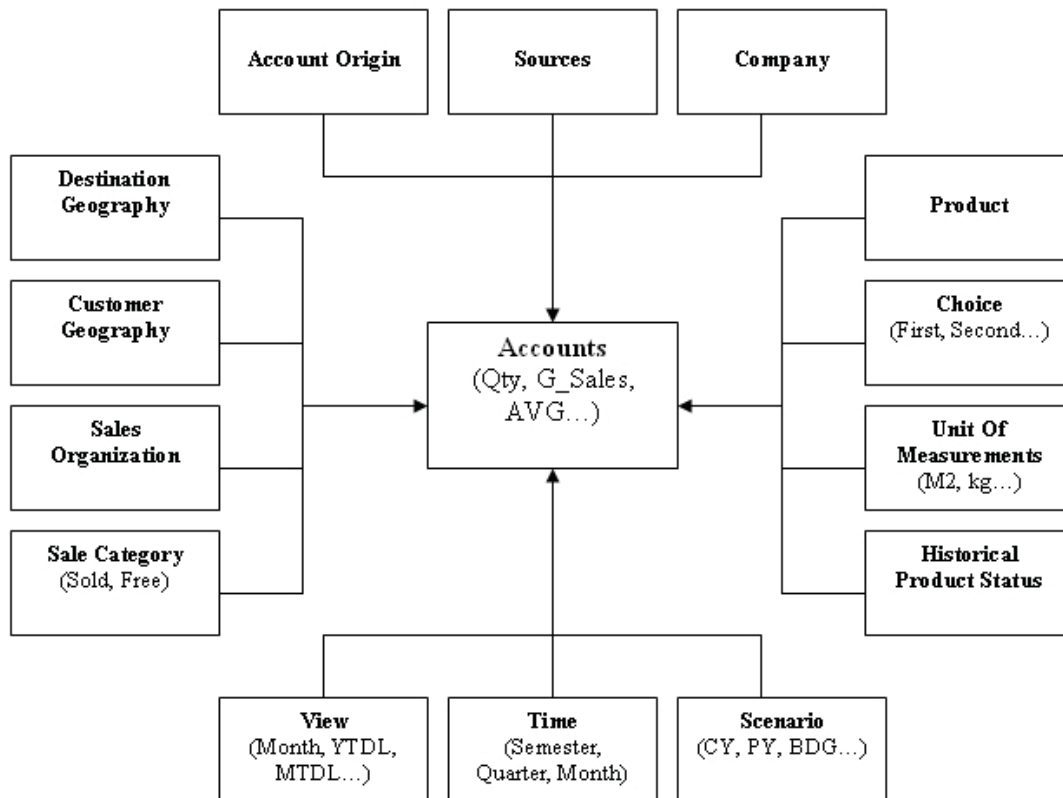 Account Origin
Sources
Company
Destination
Geography
Customer
Geography
Sales
Organization
Sale Category
(Sold, Free)
Accounts
(Qty, G_Sales,
AVG…)
Product
Choice
(First, Second…)
Unit Of
Measurements
(M2, kg…)
Historical
Product Status
View
(Month, YTDL,
MTDL…)
Time
(Semester,
Quarter, Month)
Scenario
(CY, PY, BDG…)